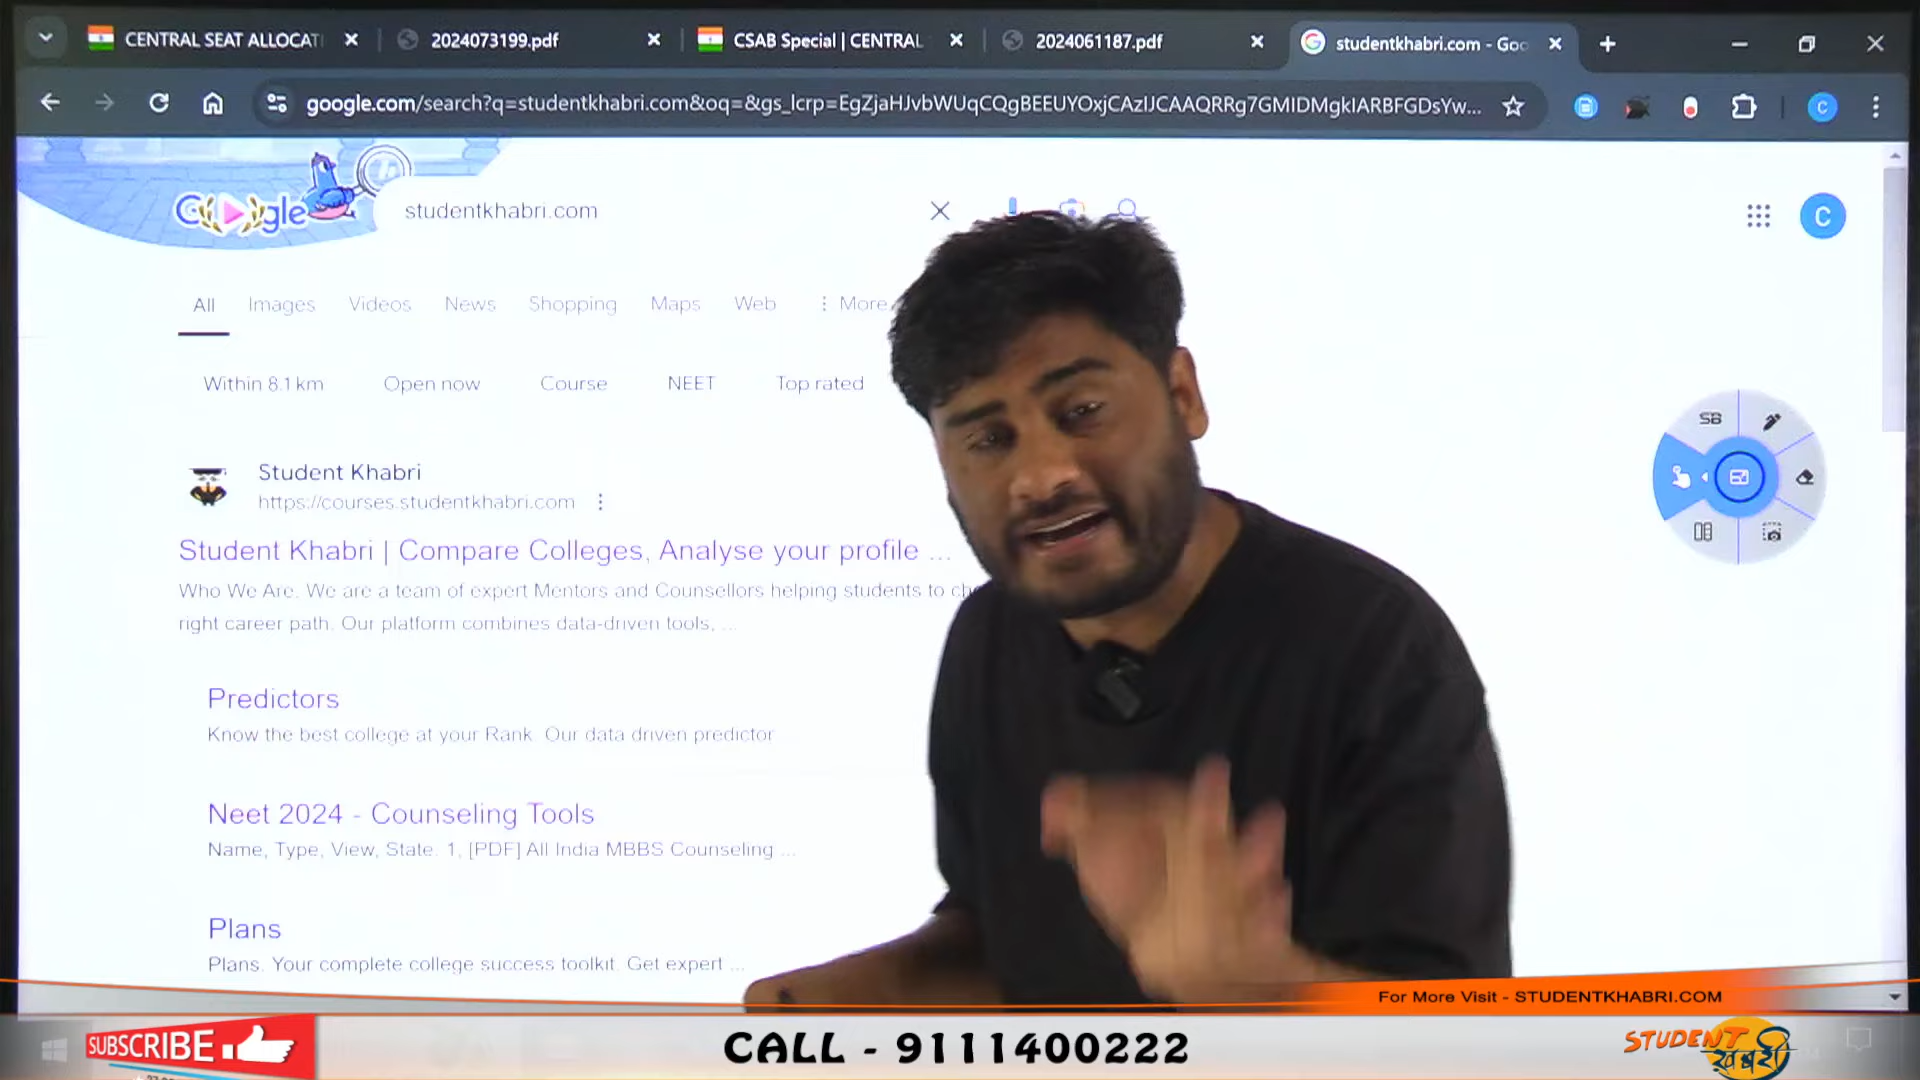 CENTRAL SEAT ALLOCATI
2024073199.pdf
CSAB Special | CENTRAL
2024061187.pdf
studentkhabri.com - Goo
google.com/search?q=studentkhabri.com&oq=&gs_lcrp=EgZjaHJvbWUqCQgBEEUYOxjCAzIJCAAQRRg7GMIDMgkIARBFGDsYw...
C
Google
studentkhabri.com
C
All Images Videos News Shopping Maps Web More
Within 8.1 km Open now Course NEET Top rated
SB
Student Khabri
https://courses.studentkhabri.com
Student Khabri | Compare Colleges, Analyse your profile ...
Who We Are. We are a team of expert Mentors and Counsellors helping students to
right career path. Our platform combines data-driven tools, ...
Predictors
Know the best college at your Rank. Our data driven predictor
Neet 2024 - Counseling Tools
Name, Type, View, State. 1, [PDF] All India MBBS Counseling ...
Plans
Plans. Your complete college success toolkit. Get expert ...
For More Visit - STUDENTKHABRI.COM
SUBSCRIBE
CALL - 9111400222
STUDENT
खबरी